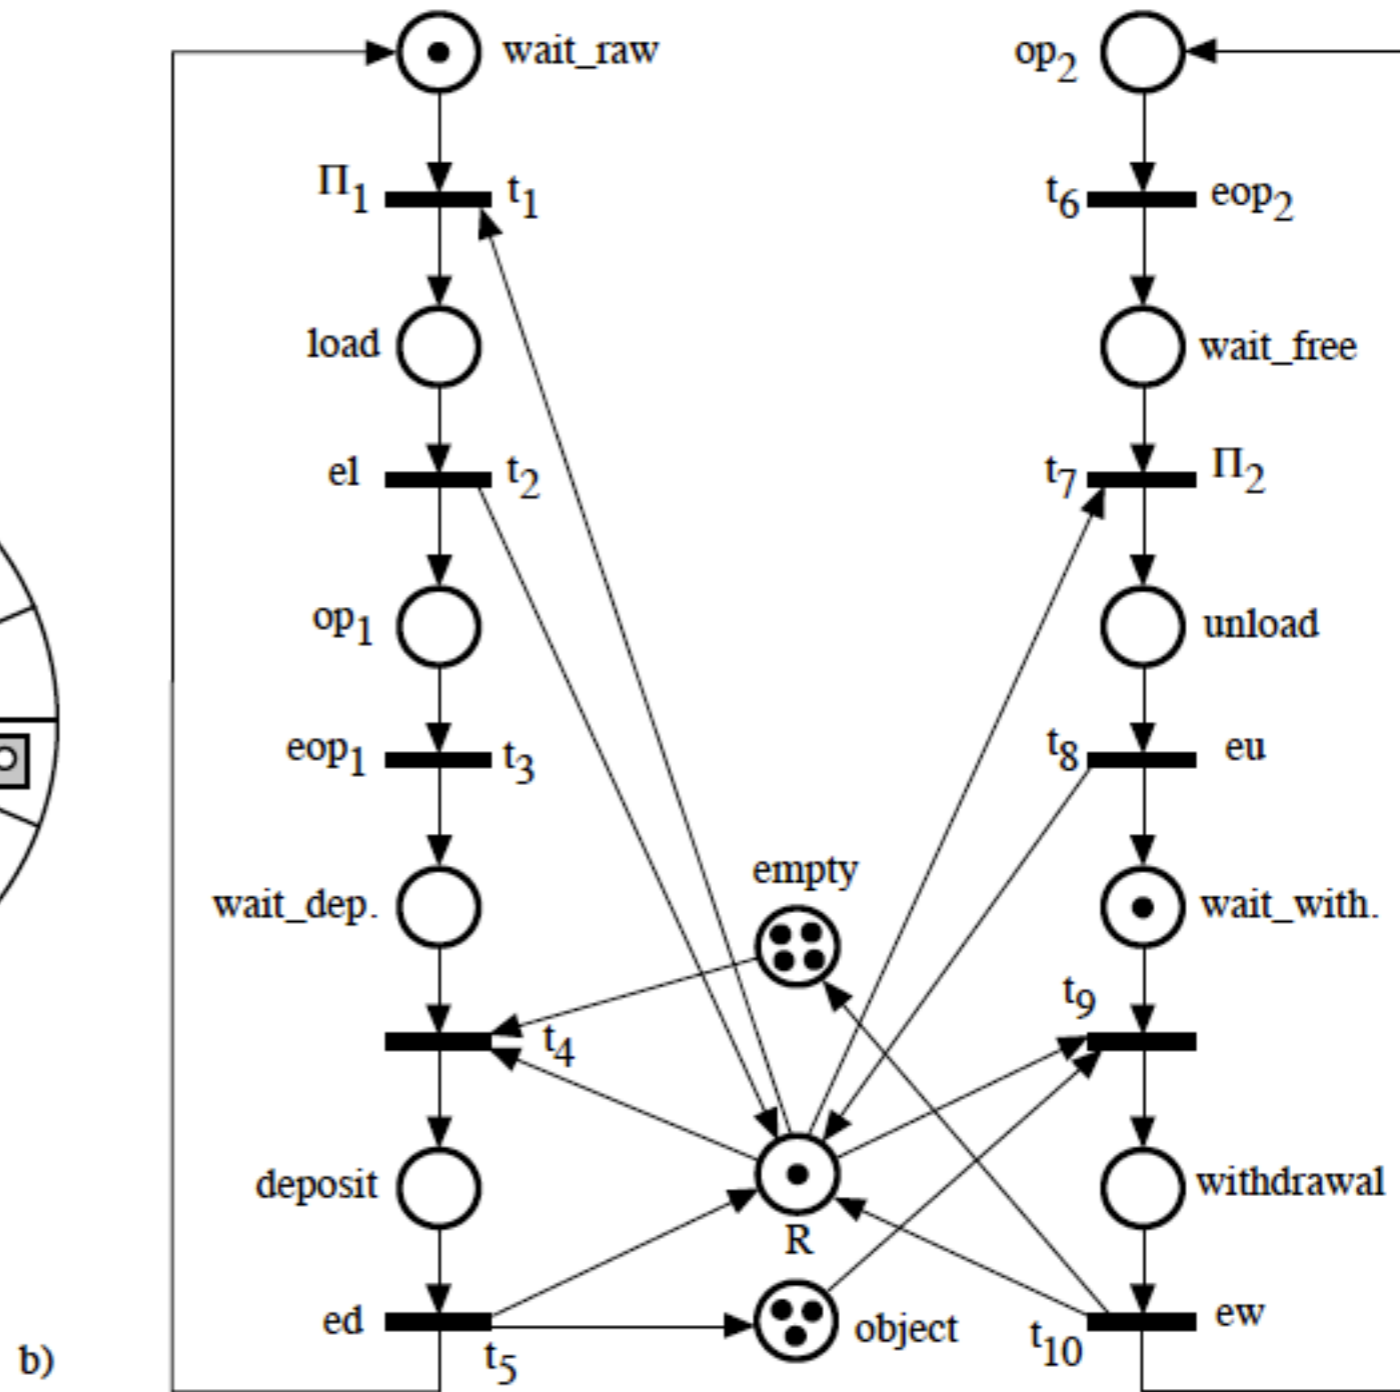 wait_raw
op2
Π1 t1
t6 eop2
load
wait_free
el t2
t7 Π2
op1
unload
eop1 t3
t8 eu
empty
wait_dep.
wait_with.
t9
t4
deposit
withdrawal
R
ed
object
ew
t5
t10
b)